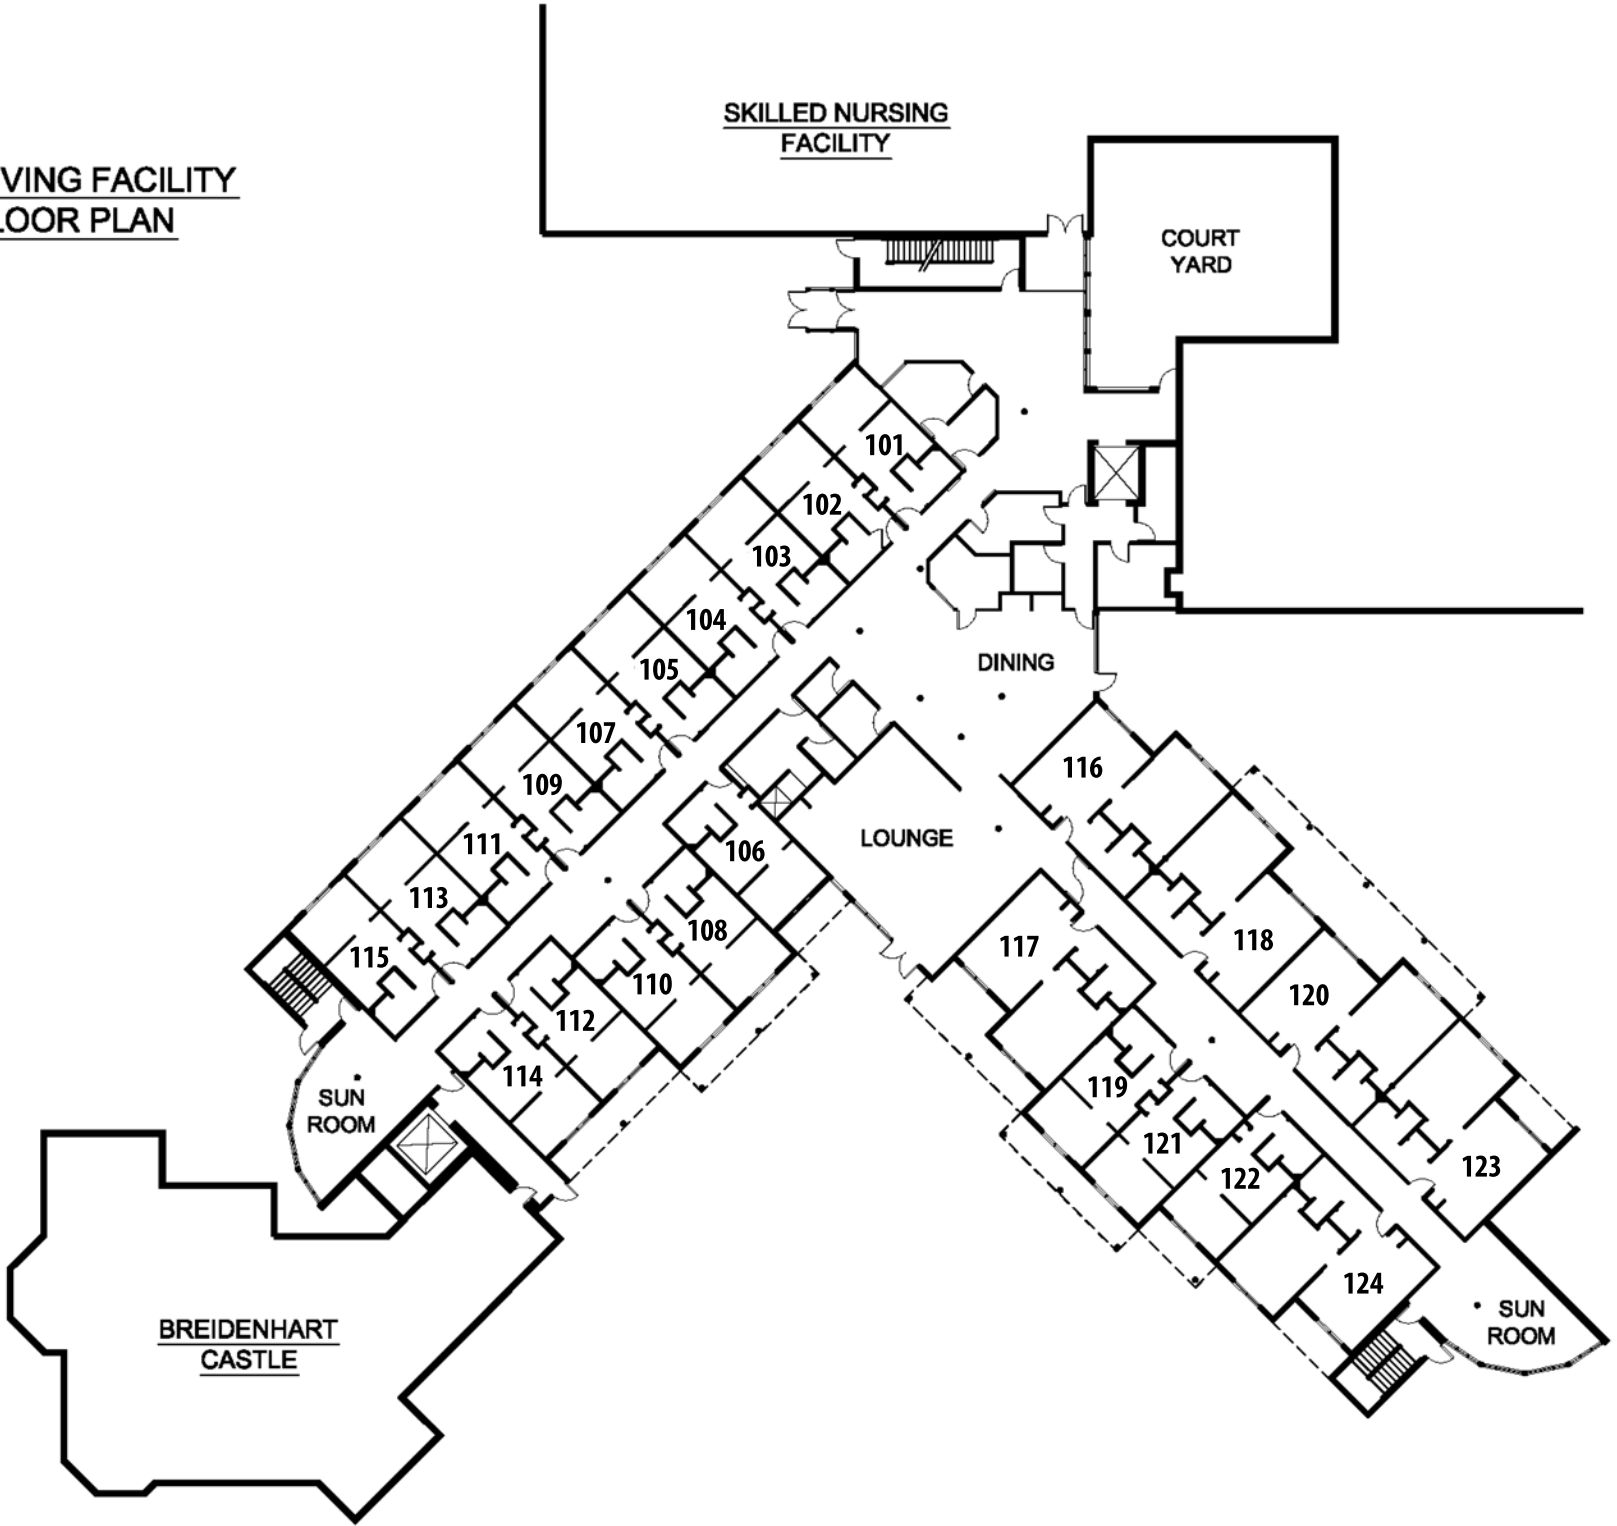 SKILLED NURSING
FACILITY
VING FACILITY
LOOR PLAN
COURT
YARD
101
102
103
104
105
107
109
111
113
115
106
108
110
112
114
DINING
LOUNGE
116
117
118
119
120
121
122
123
124
SUN
ROOM
SUN
ROOM
BREIDENHART
CASTLE